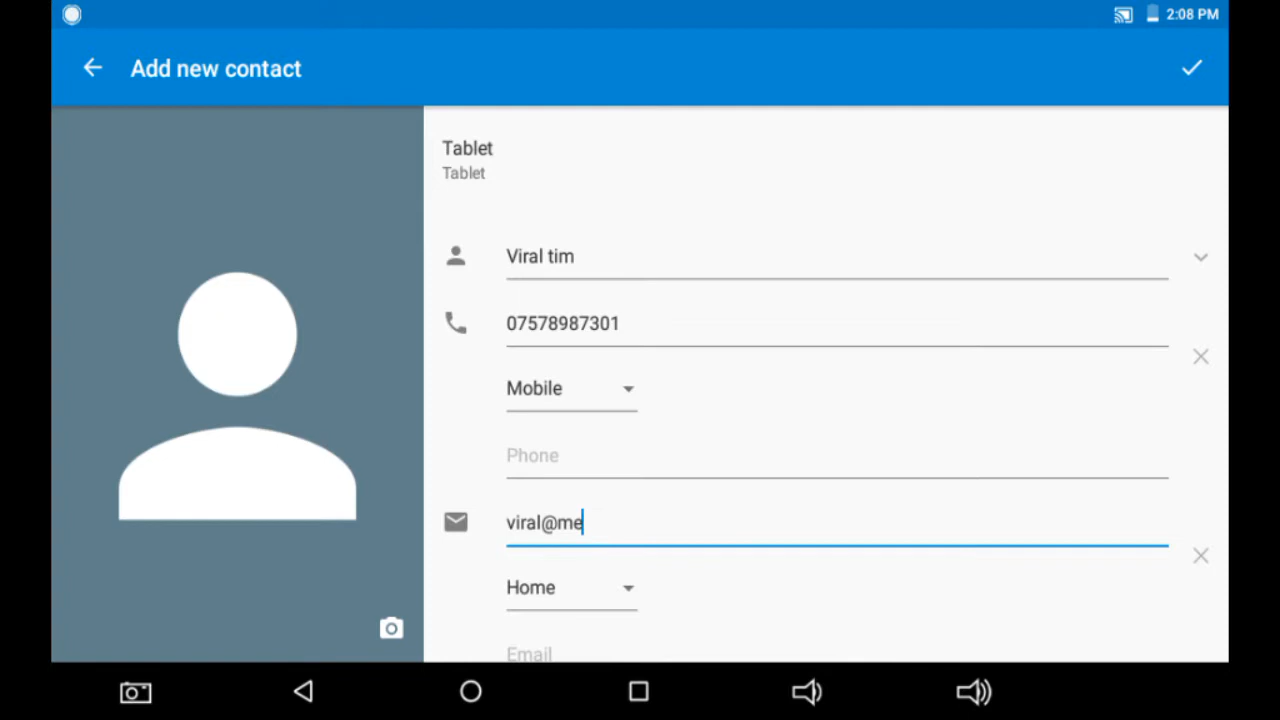 2:08 PM
Add new contact
Tablet
Tablet
Viral tim
07578987301
Mobile
Phone
viral@me
Home
Email